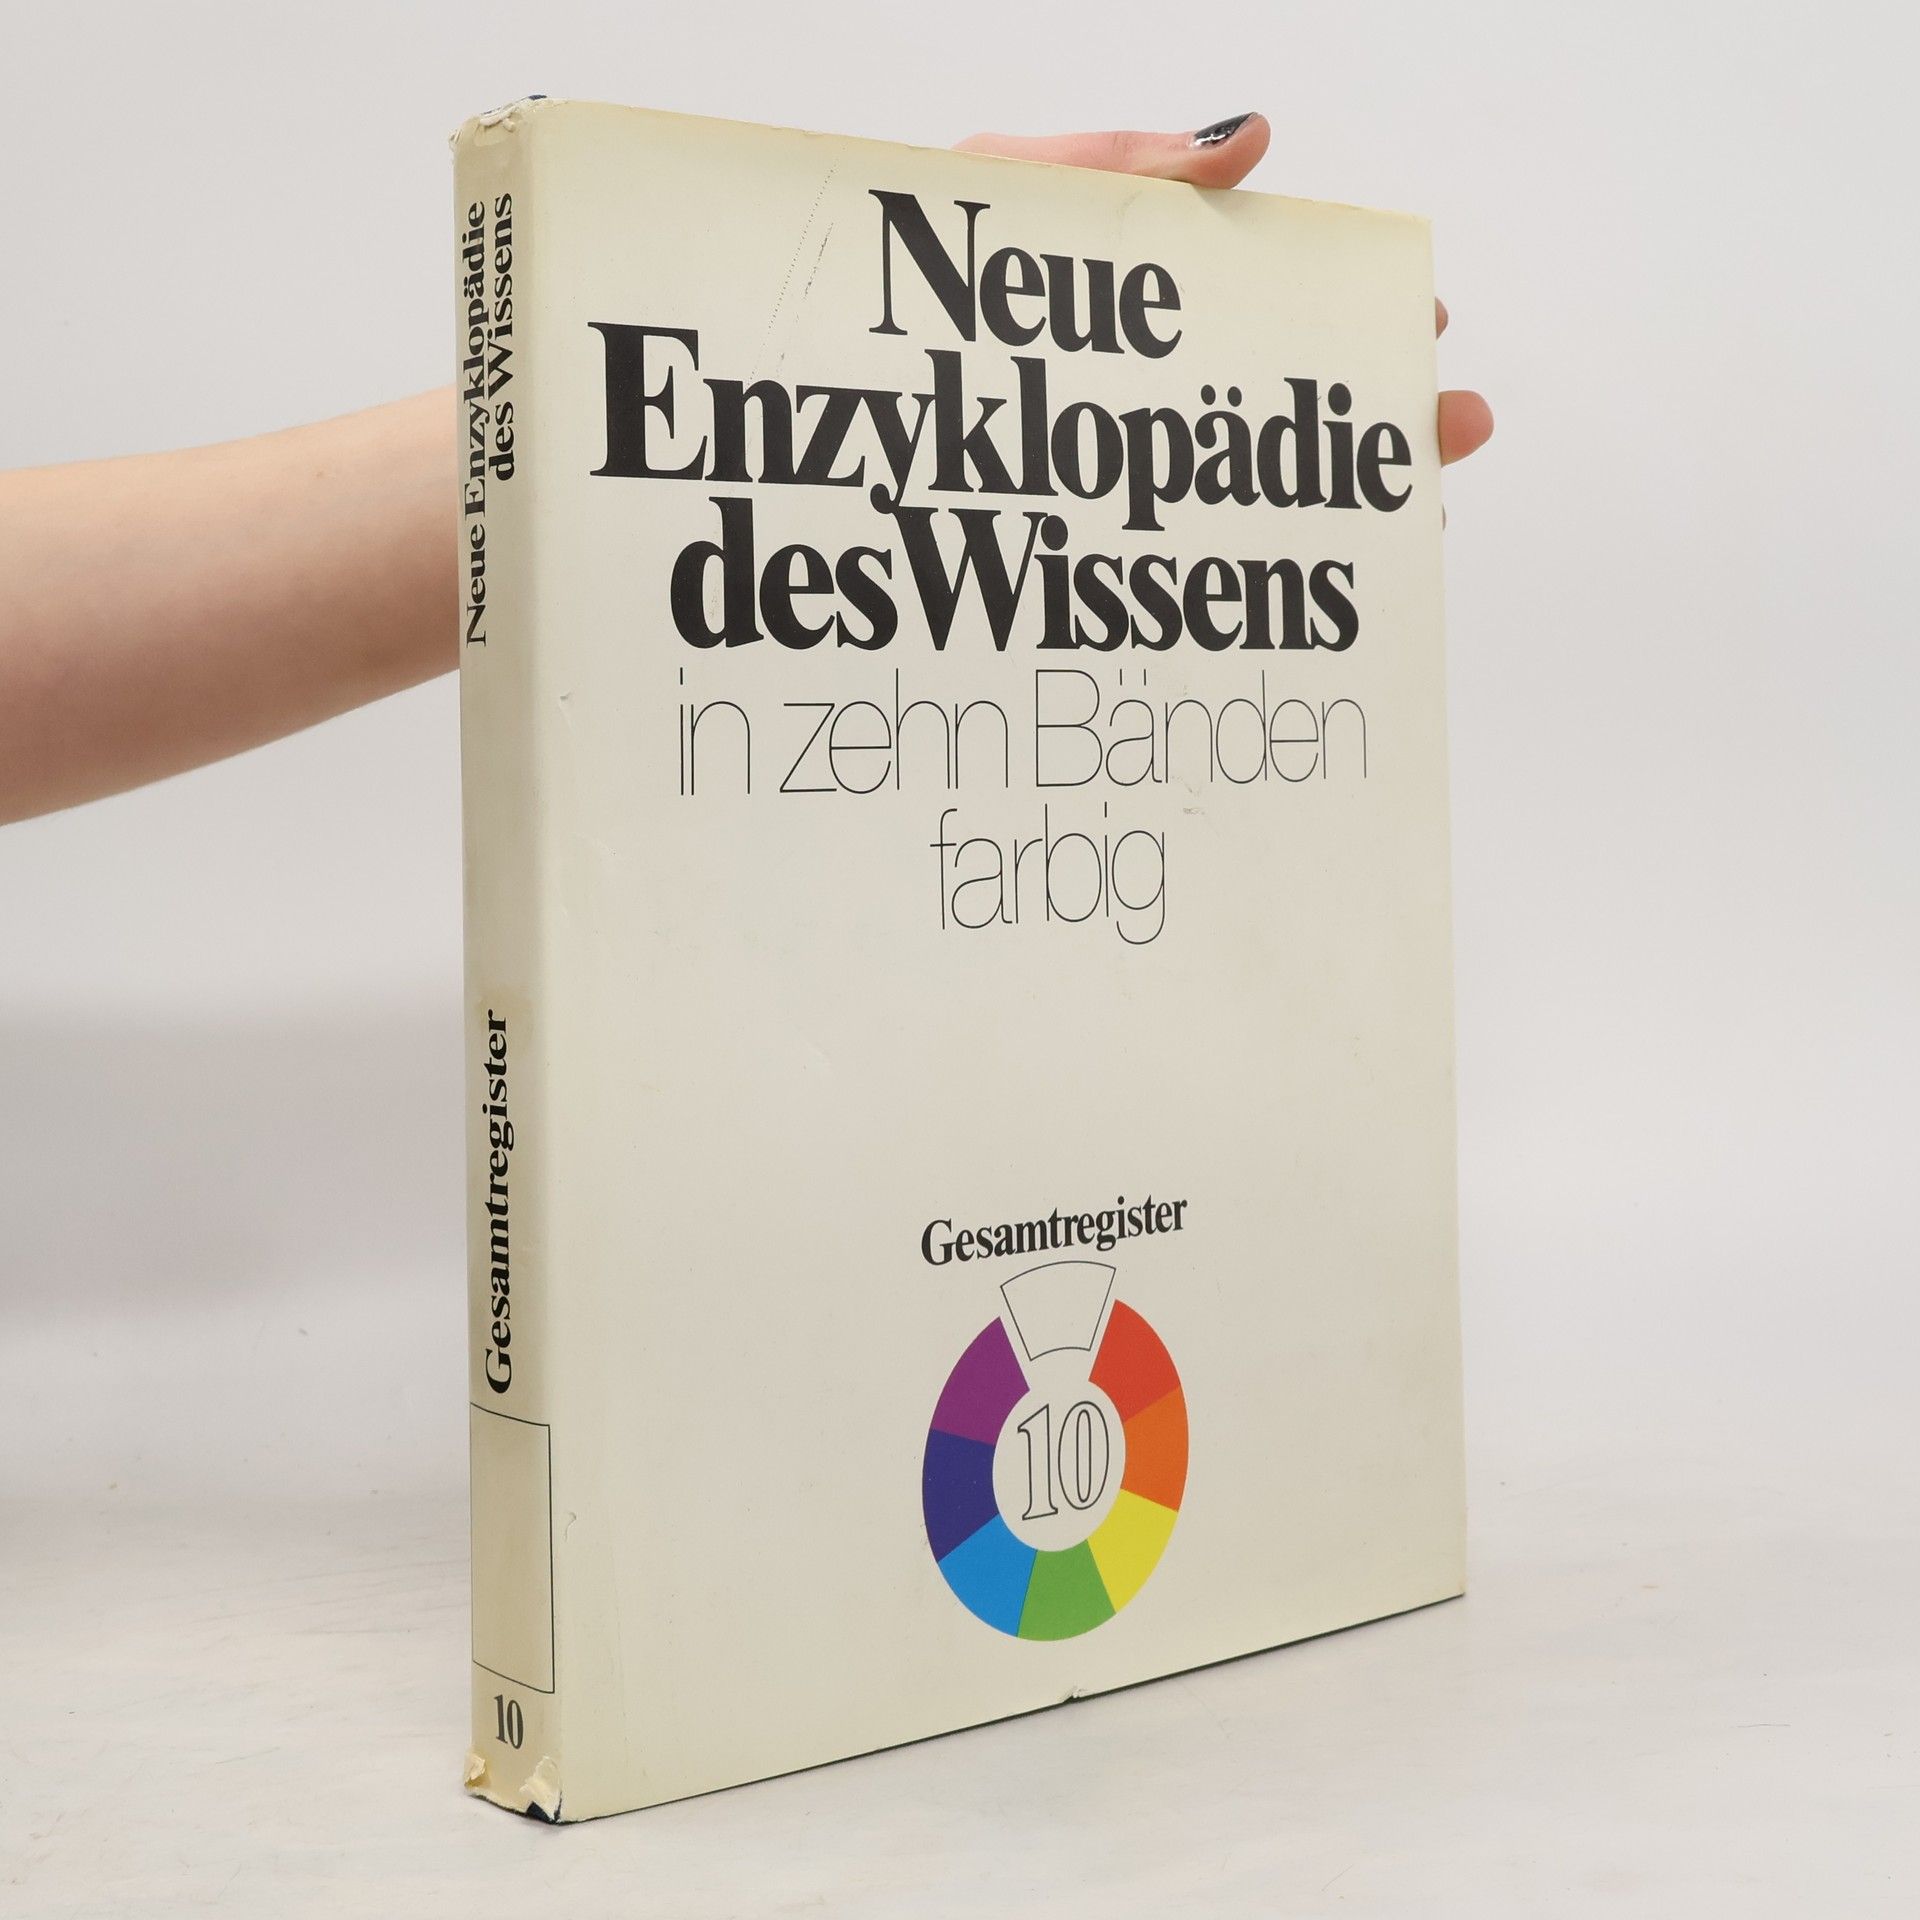 Neue Enzyklopädie
des Wissens
Gesamtregister
10
Neue
Enzyklopädie
des Wissens
in zehn Bänden
farbig
Gesamtregister
10